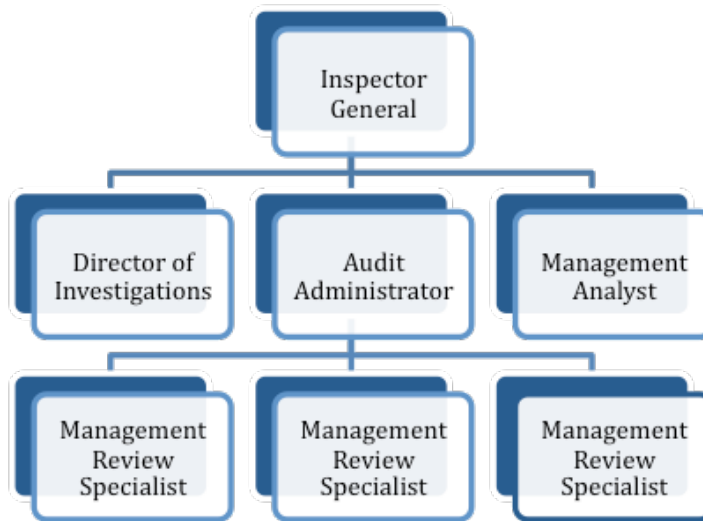 Inspector
General
Director of
Investigations
Audit
Administrator
Management
Analyst
Management
Review
Specialist
Management
Review
Specialist
Management
Review
Specialist